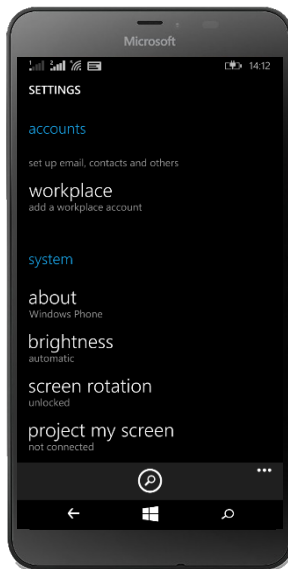 Microsoft
14:12
SETTINGS
accounts
set up email, contacts and others
workplace
add a workplace account
system
about
Windows Phone
brightness
automatic
screen rotation
unlocked
project my screen
not connected